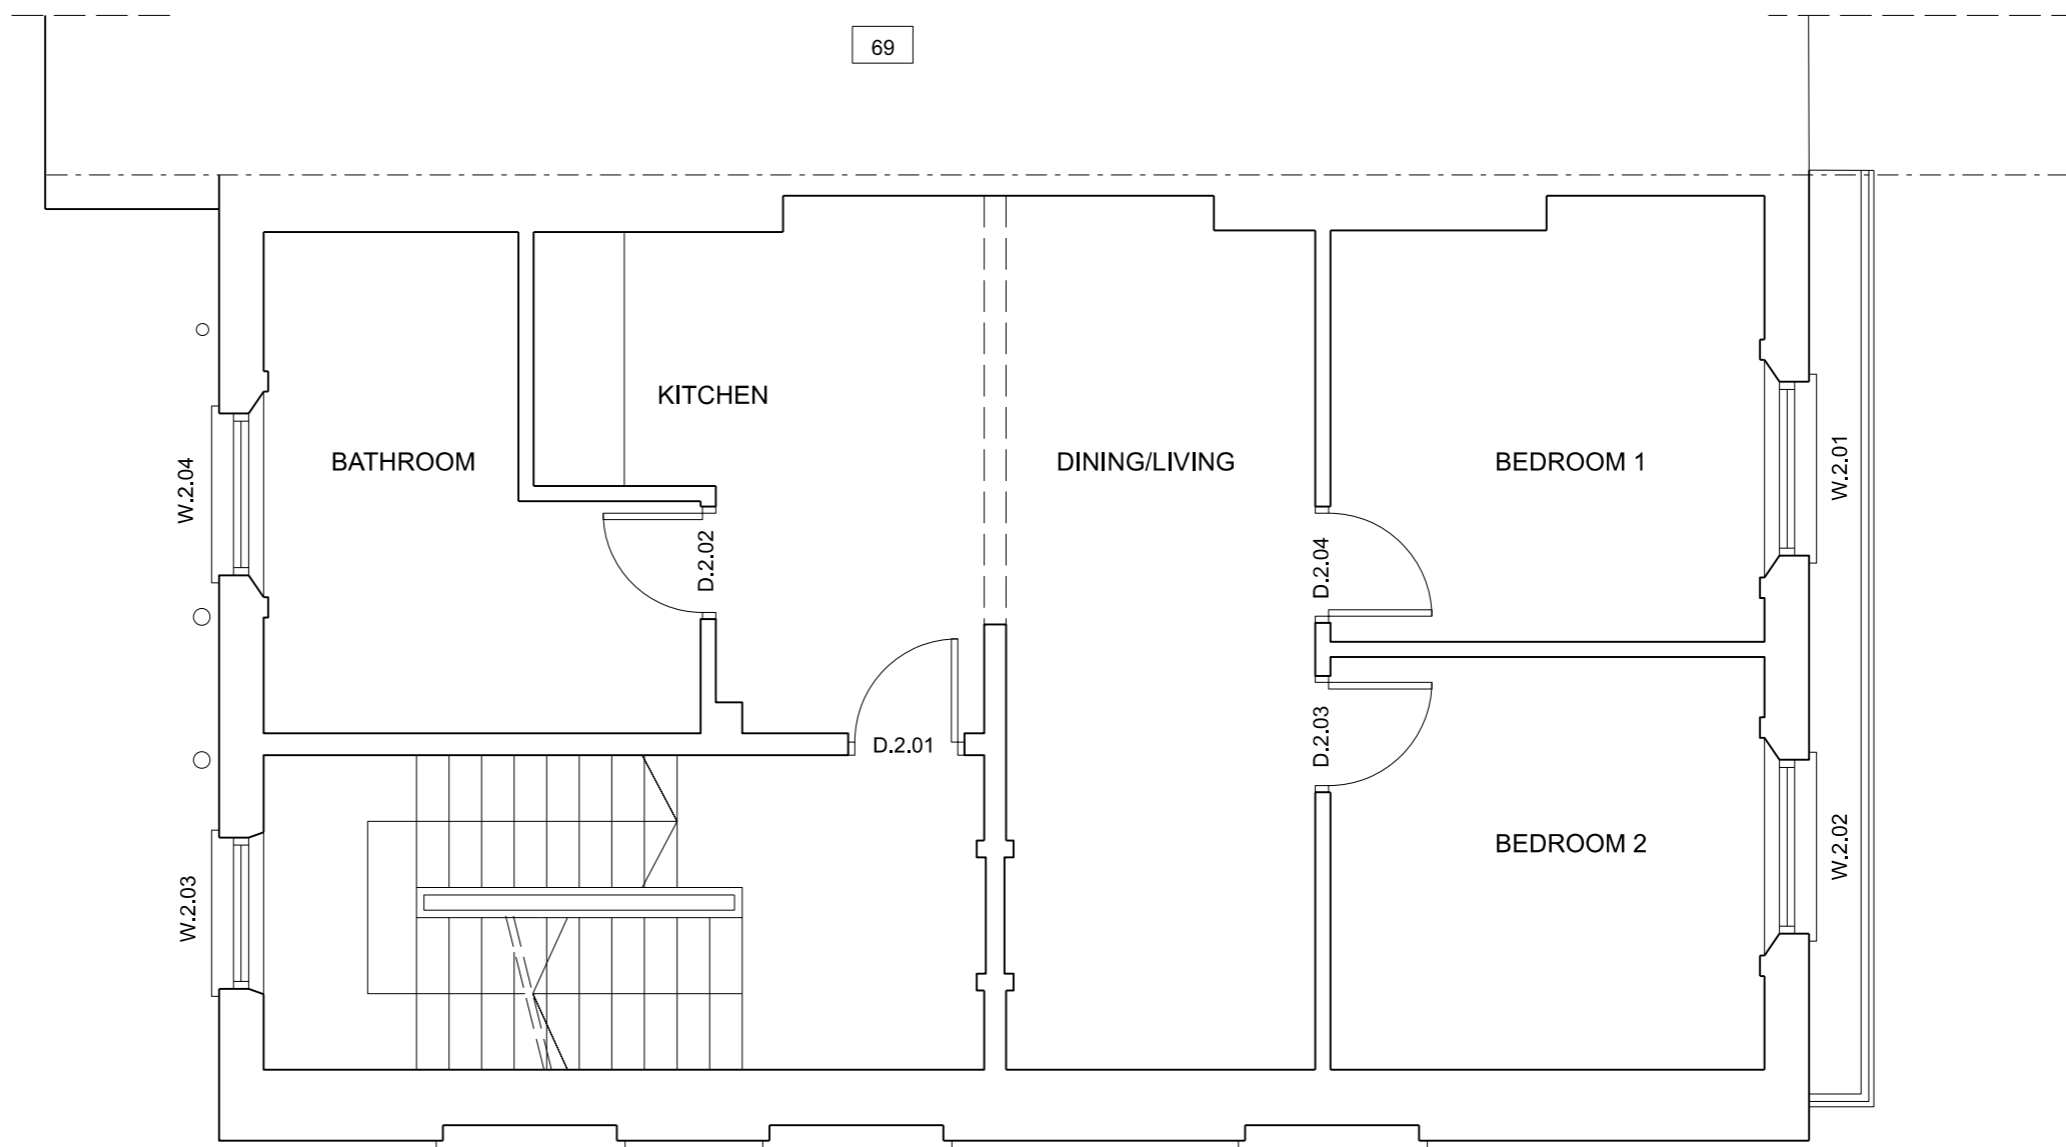 69
KITCHEN
BATHROOM
DINING/LIVING
BEDROOM 1
W.2.04
W.2.01
D.2.02
D.2.04
D.2.01
D.2.03
BEDROOM 2
W.2.03
W.2.02